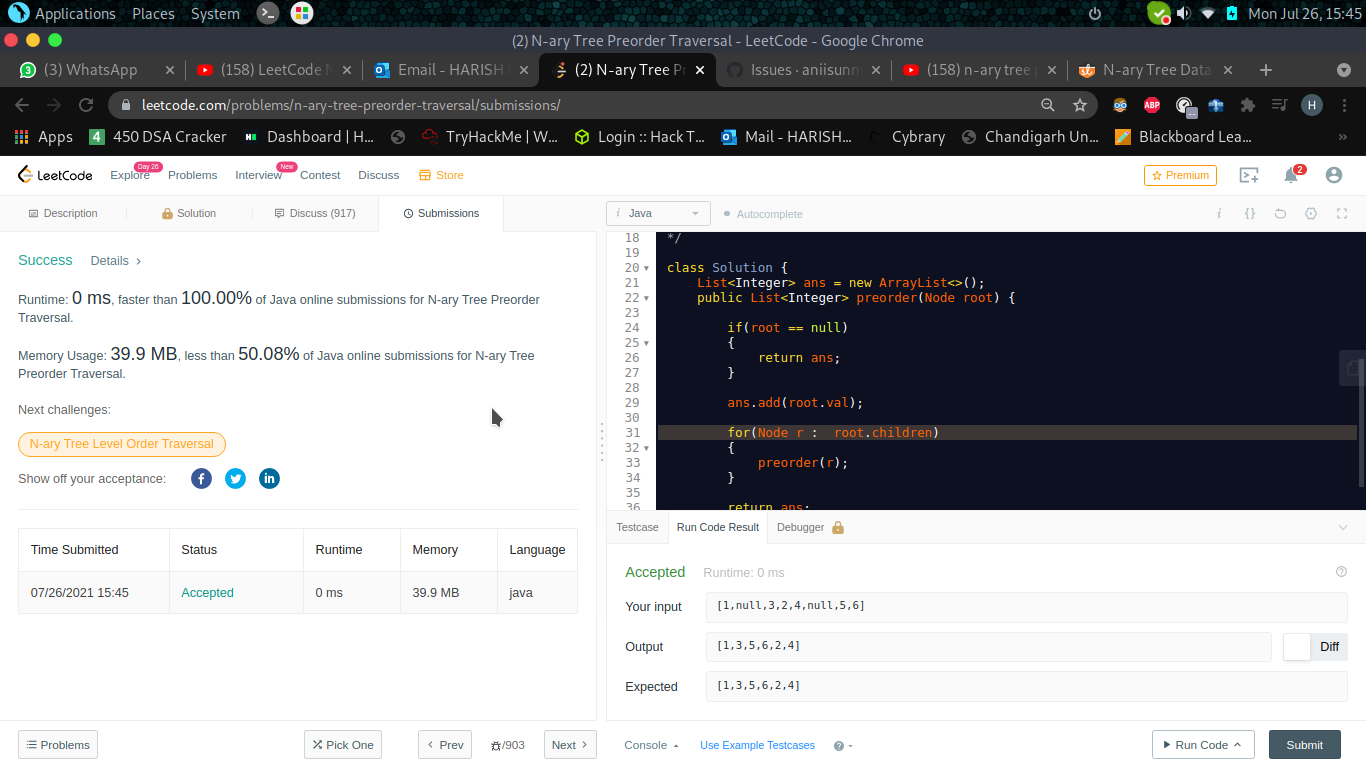 Applications Places System Mon Jul 26, 15:45
(2) N-ary Tree Preorder Traversal - LeetCode - Google Chrome
(3) WhatsApp (158) LeetCode Email - HARISH (2) N-ary Tree Pr Issues · aniisunn (158) n-ary tree N-ary Tree Data
leetcode.com/problems/n-ary-tree-preorder-traversal/submissions/ ABP H
Apps 4 450 DSA Cracker Dashboard | H... TryHackMe | W... Login :: Hack T... Mail - HARISH... Cybrary Chandigarh Un... Blackboard Lea... »
LeetCode Explore Day 26 Problems Interview New Contest Discuss Store Premium 2
Description Solution Discuss (917) Submissions
i Java Autocomplete i {}
Success Details >
Runtime: 0 ms, faster than 100.00% of Java online submissions for N-ary Tree Preorder
Traversal.
Memory Usage: 39.9 MB, less than 50.08% of Java online submissions for N-ary Tree
Preorder Traversal.
Next challenges:
N-ary Tree Level Order Traversal
Show off your acceptance: f in
Time Submitted Status Runtime Memory Language
07/26/2021 15:45 Accepted 0 ms 39.9 MB java
18 */
19
20 class Solution {
21 List<Integer> ans = new ArrayList<>();
22 public List<Integer> preorder(Node root) {
23
24 if(root == null)
25 {
26 return ans;
27 }
28
29 ans.add(root.val);
30
31 for(Node r : root.children)
32 {
33 preorder(r);
34 }
35
36 return ans;
Testcase Run Code Result Debugger
Accepted Runtime: 0 ms
Your input [1,null,3,2,4,null,5,6]
Output [1,3,5,6,2,4] Diff
Expected [1,3,5,6,2,4]
Problems Pick One < Prev /903 Next > Console Use Example Testcases ? Run Code Submit